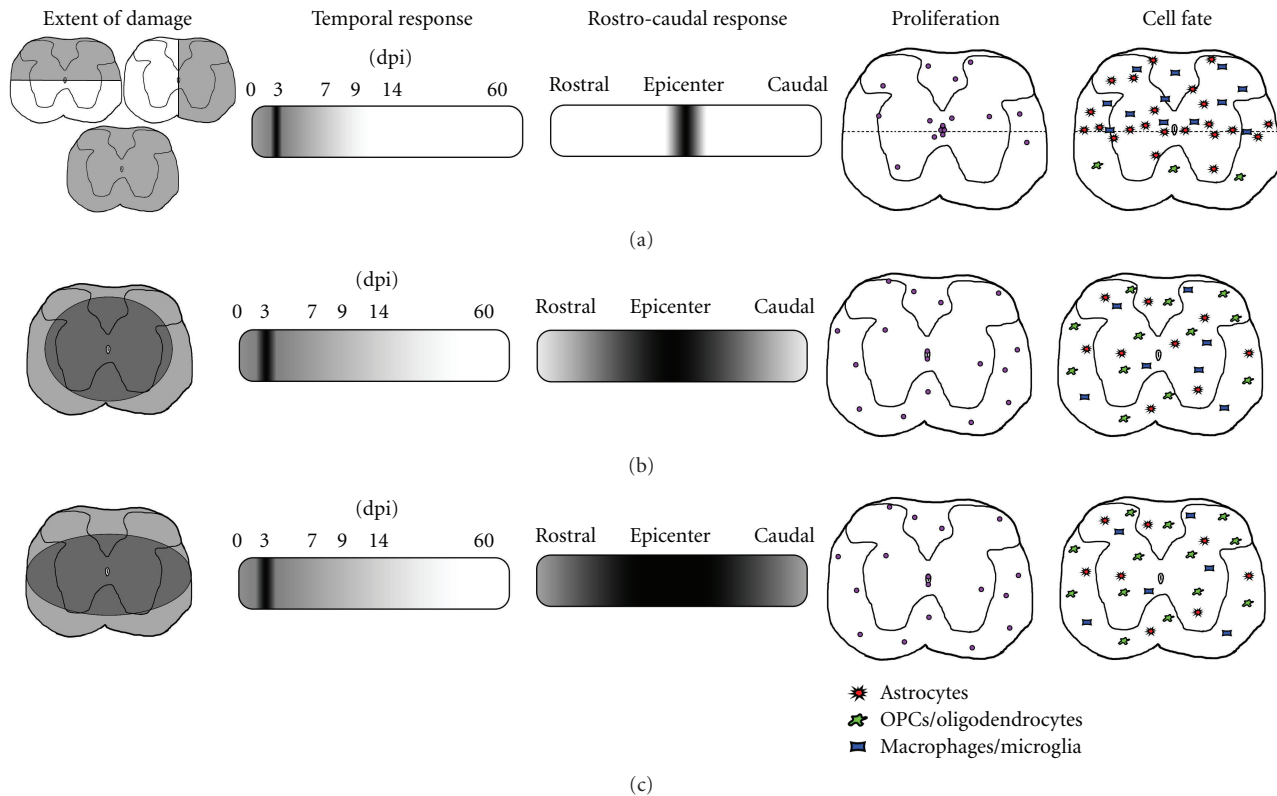 Extent of damage Temporal response Rostro-caudal response Proliferation Cell fate
(dpi)
0 3 7 9 14 60
Rostral Epicenter Caudal
(a)
(dpi)
0 3 7 9 14 60
Rostral Epicenter Caudal
(b)
(dpi)
0 3 7 9 14 60
Rostral Epicenter Caudal
Astrocytes
OPCs/oligodendrocytes
Macrophages/microglia
(c)